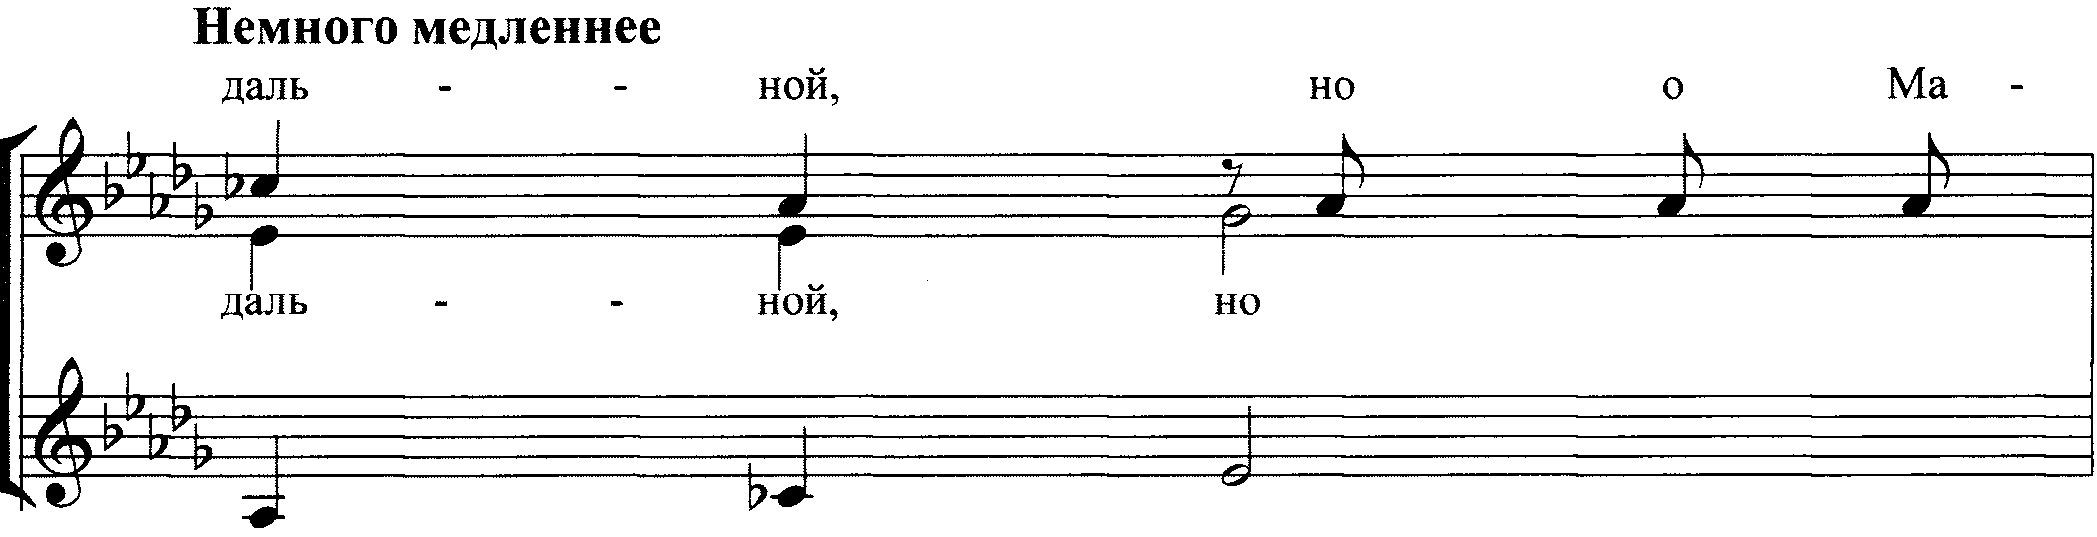 Немного медленнее
даль - - ной, но о Ма -
даль - - ной, но